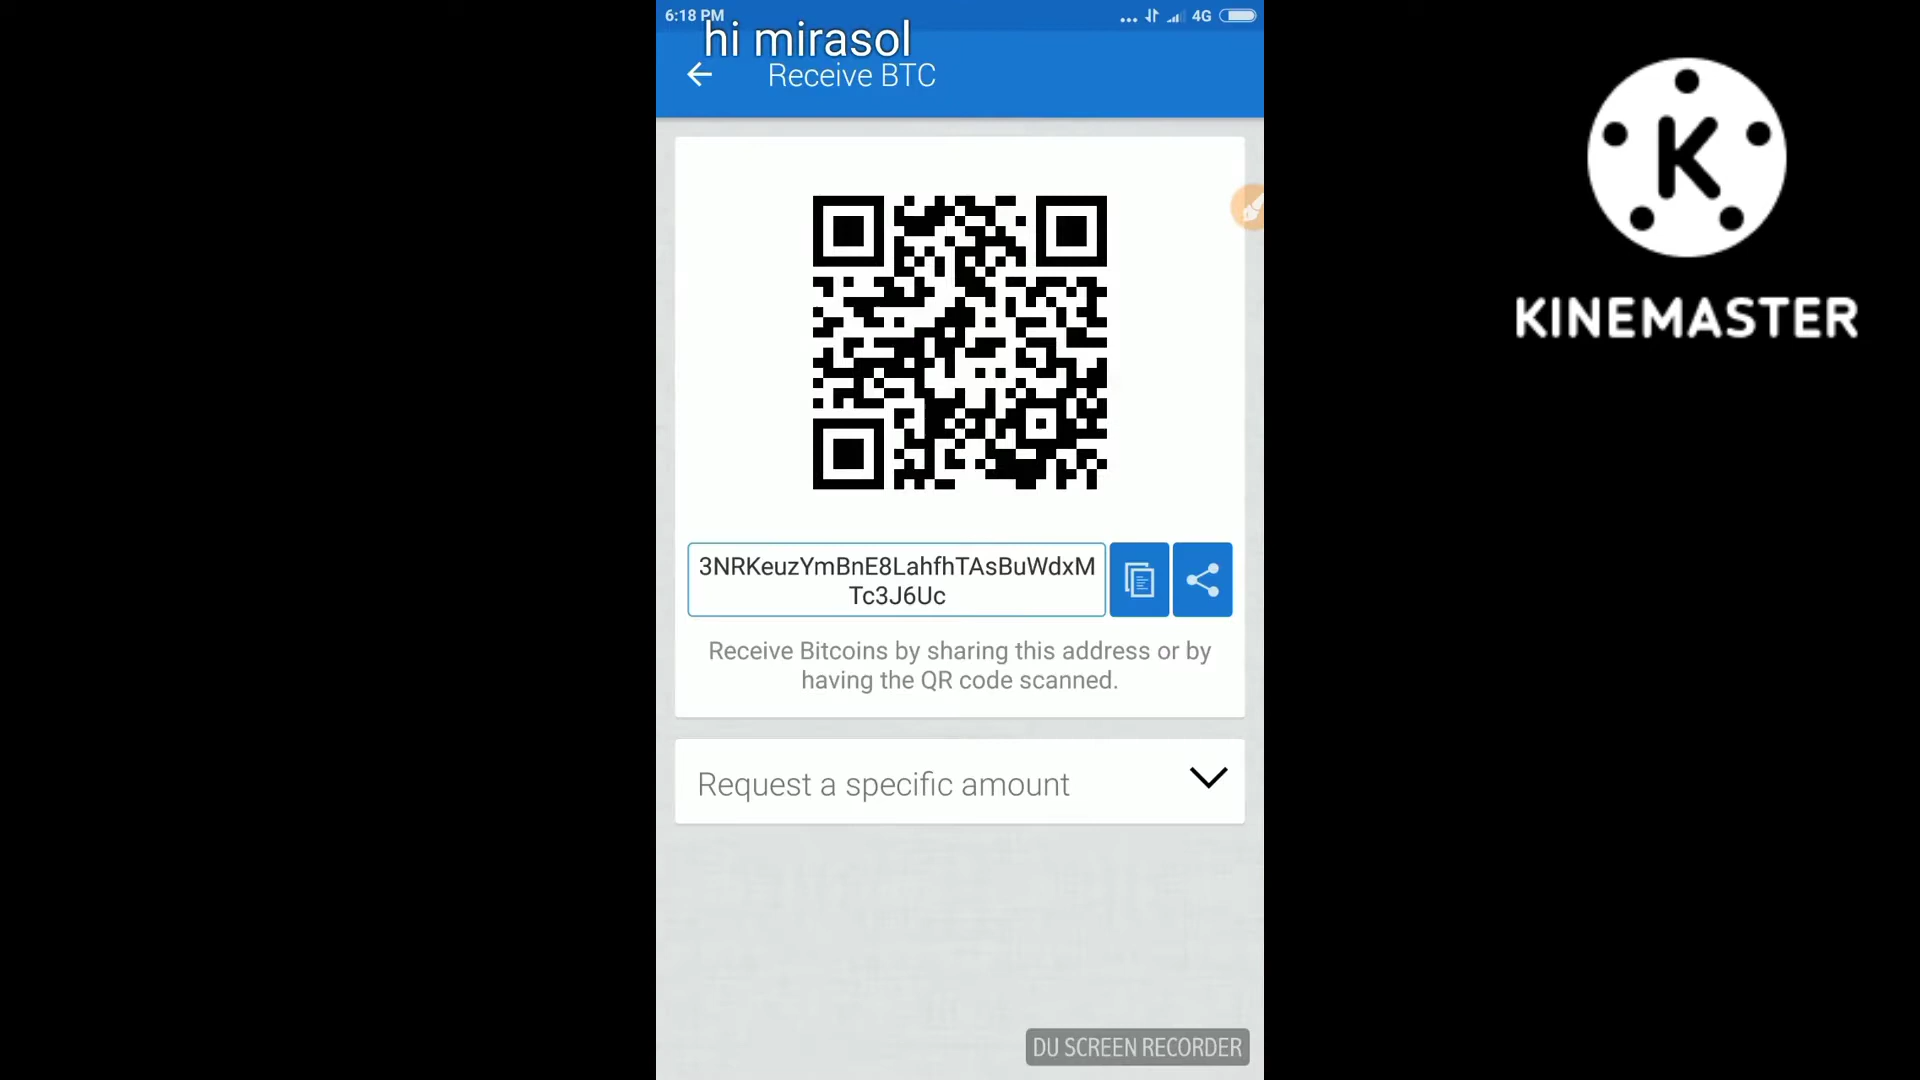 6:18 PM
4G
hi mirasol
Receive BTC
K
KINEMASTER
3NRKeuzYmBnE8LahfhTAsBuWdxM
Tc3J6Uc
Receive Bitcoins by sharing this address or by
having the QR code scanned.
Request a specific amount
DU SCREEN RECORDER